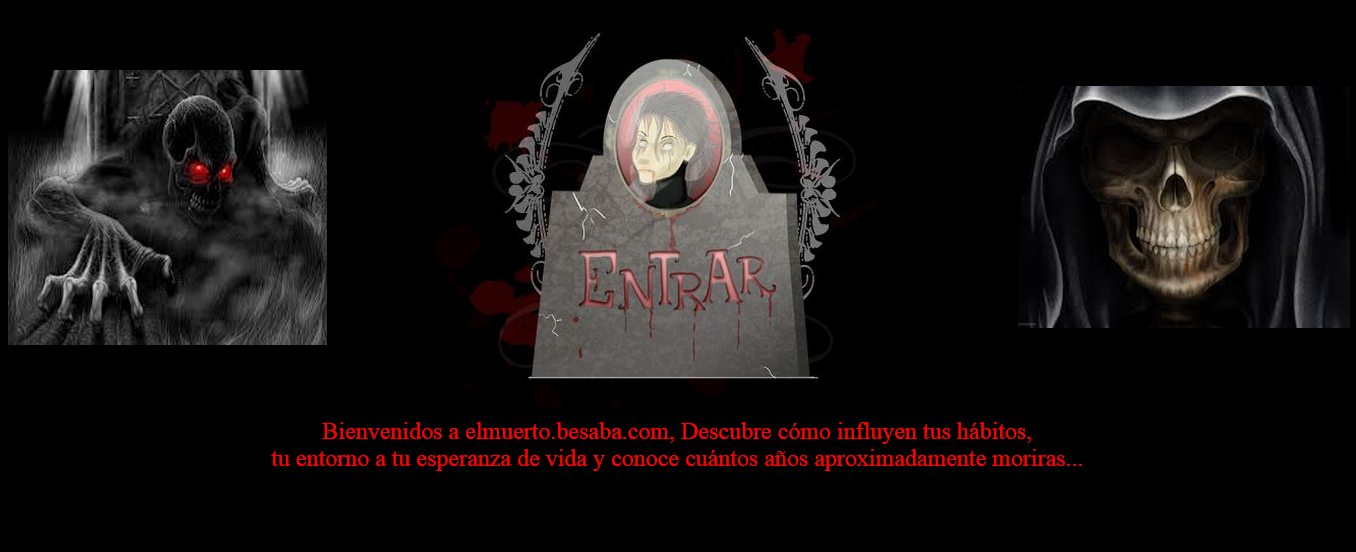 ENTRAR
Bienvenidos a elmuerto.besaba.com, Descubre cómo influyen tus hábitos,
tu entorno a tu esperanza de vida y conoce cuántos años aproximadamente moriras...